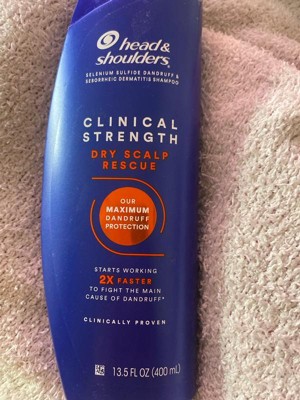 head &
shoulders®
SELENIUM SULFIDE DANDRUFF &
SEBORRHEIC DERMATITIS SHAMPOO
CLINICAL
STRENGTH
DRY SCALP
RESCUE
OUR
MAXIMUM
DANDRUFF
PROTECTION
STARTS WORKING
2X FASTER
TO FIGHT THE MAIN
CAUSE OF DANDRUFF*
CLINICALLY PROVEN
13.5 FL OZ (400 mL)